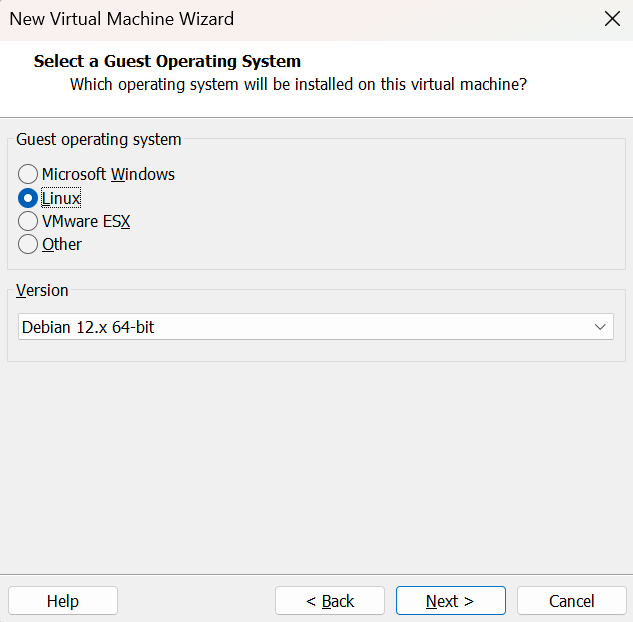 New Virtual Machine Wizard
Select a Guest Operating System
Which operating system will be installed on this virtual machine?
Guest operating system
Microsoft Windows
Linux
VMware ESX
Other
Version
Debian 12.x 64-bit
Help
< Back
Next >
Cancel